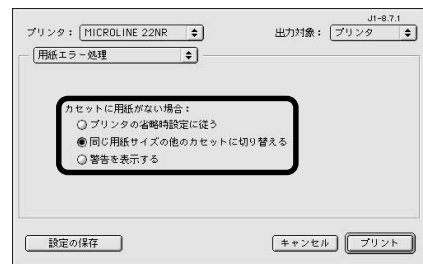 J1-8.7.1
プリンタ： MICROLINE 22NR 出力対象： プリンタ
用紙エラー処理
カセットに用紙がない場合：
プリンタの省略時設定に従う
同じ用紙サイズの他のカセットに切り替える
警告を表示する
設定の保存 キャンセル プリント